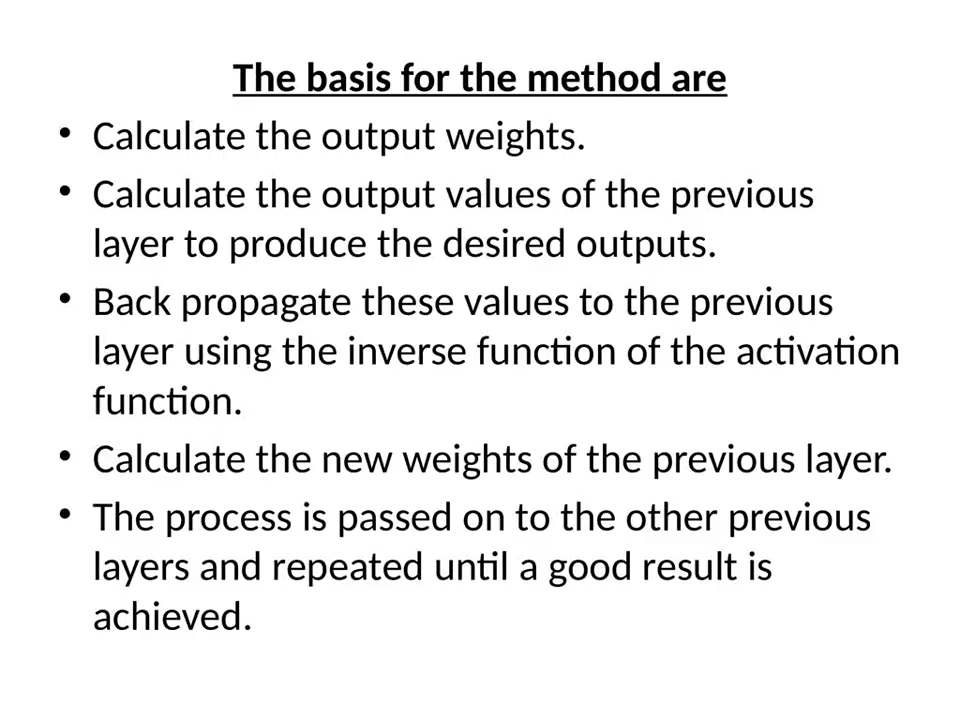 The basis for the method are
• Calculate the output weights.
• Calculate the output values of the previous
layer to produce the desired outputs.
• Back propagate these values to the previous
layer using the inverse function of the activation
function.
• Calculate the new weights of the previous layer.
• The process is passed on to the other previous
layers and repeated until a good result is
achieved.